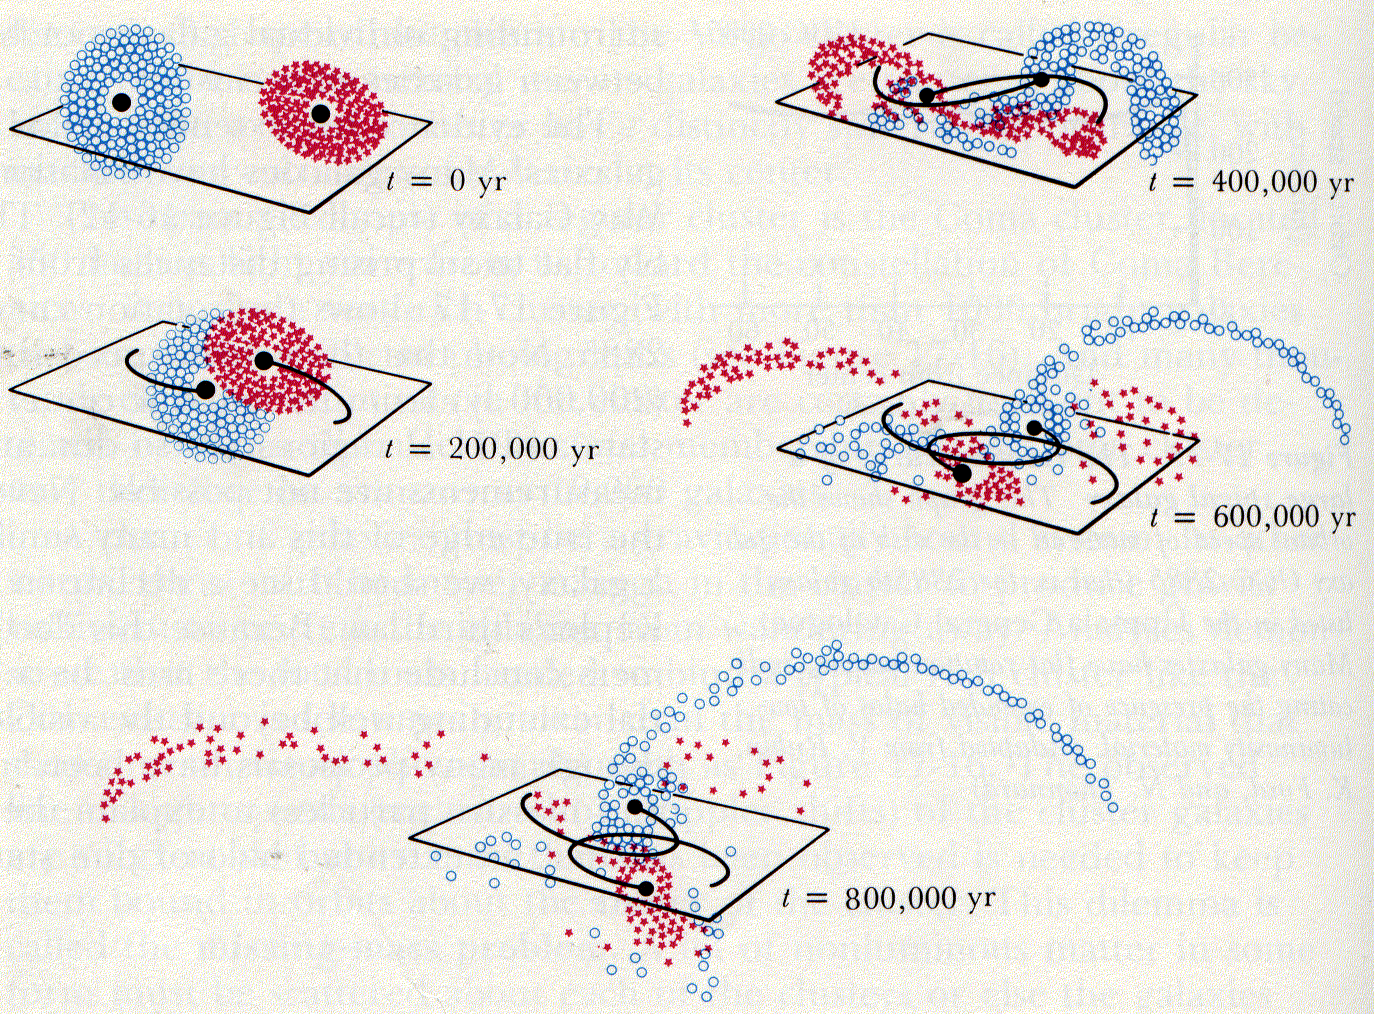 t = 0 yr
t = 400,000 yr
t = 200,000 yr
t = 600,000 yr
t = 800,000 yr